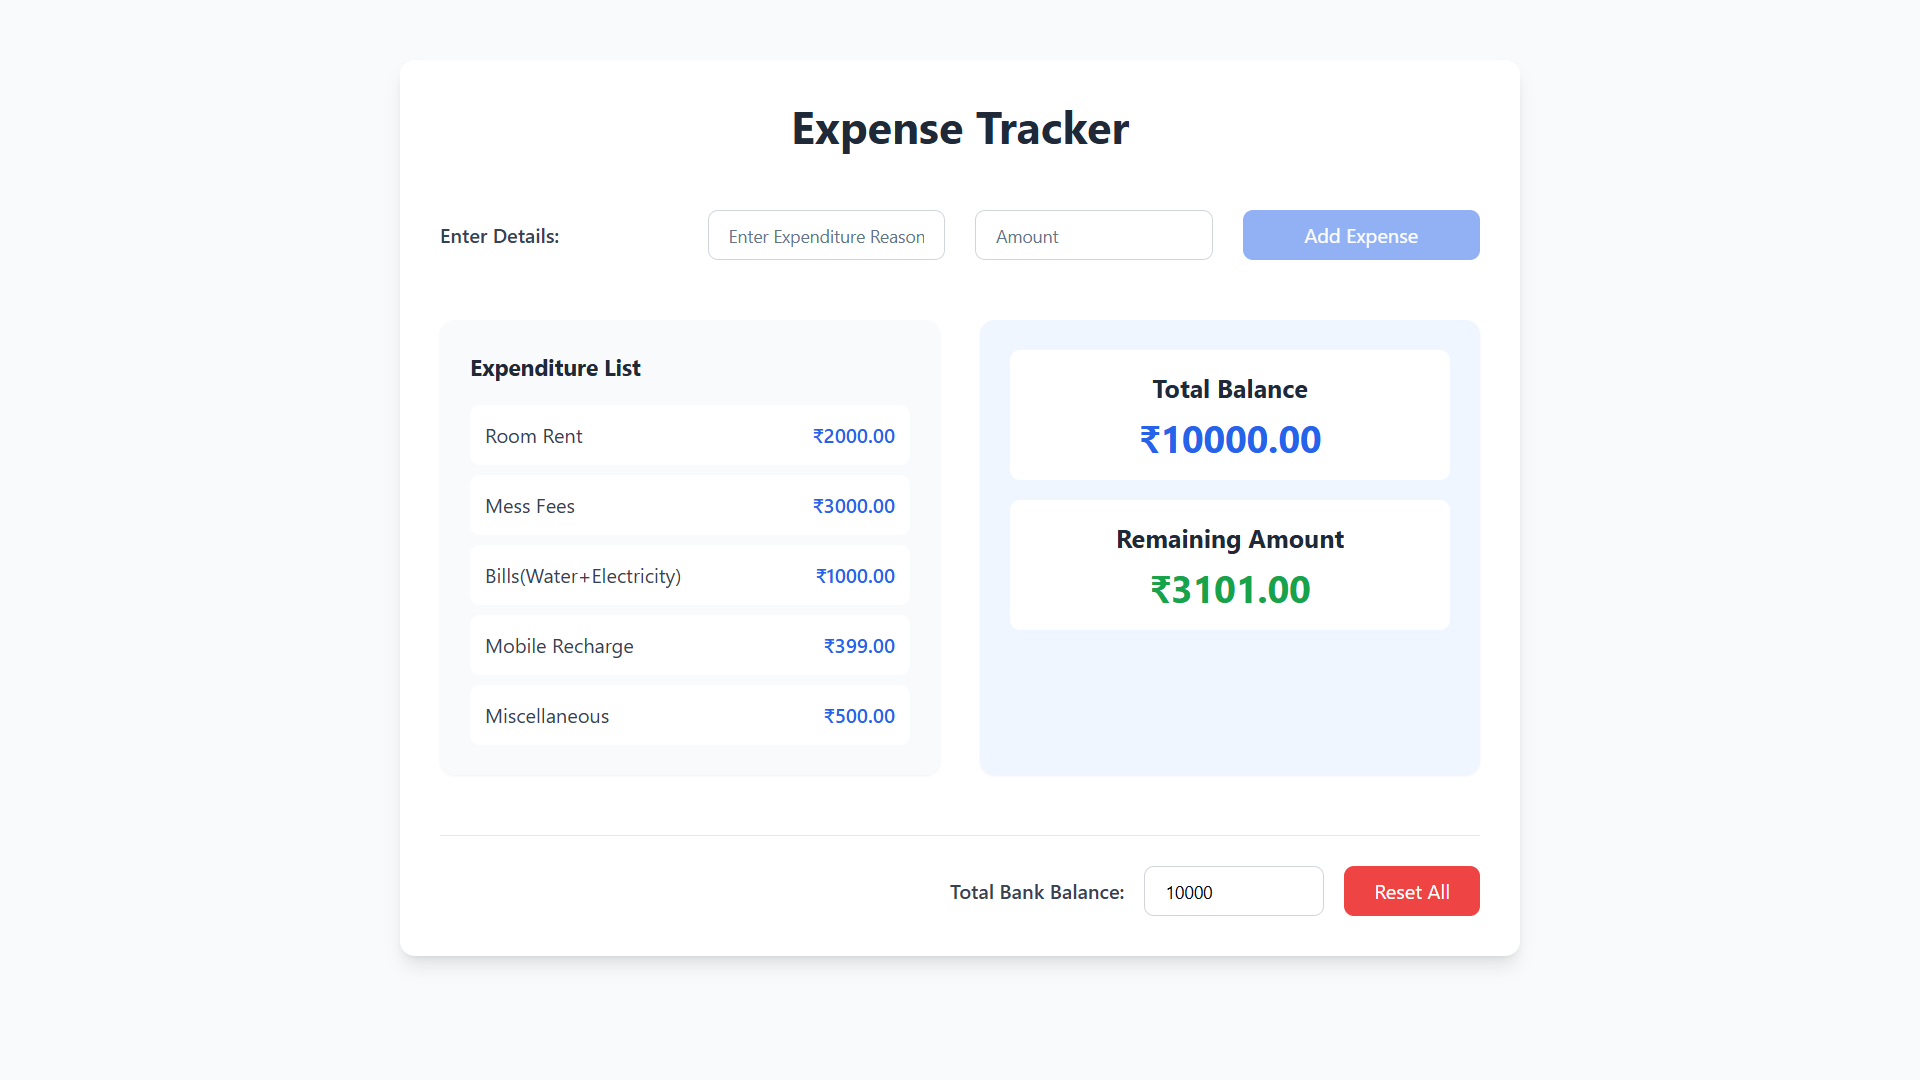 Expense Tracker
Enter Details:
Enter Expenditure Reason
Amount
Add Expense
Expenditure List
Room Rent ₹2000.00
Mess Fees ₹3000.00
Bills(Water+Electricity) ₹1000.00
Mobile Recharge ₹399.00
Miscellaneous ₹500.00
Total Balance
₹10000.00
Remaining Amount
₹3101.00
Total Bank Balance: 10000 Reset All